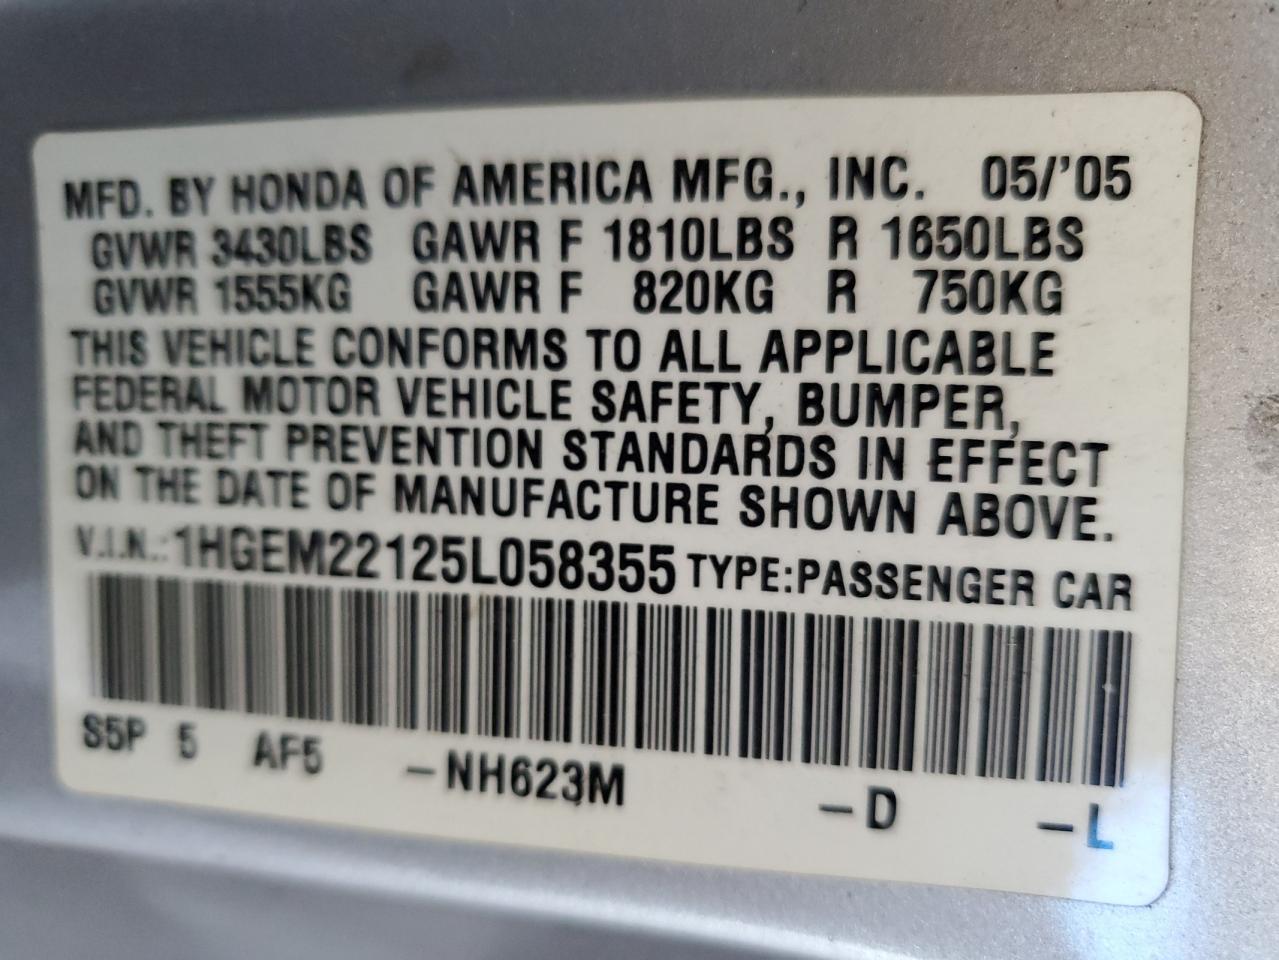 MFD. BY HONDA OF AMERICA MFG., INC. 05/'05
GVWR 3430LBS GAWR F 1810LBS R 1650LBS
GVWR 1555KG GAWR F 820KG R 750KG
THIS VEHICLE CONFORMS TO ALL APPLICABLE
FEDERAL MOTOR VEHICLE SAFETY, BUMPER,
AND THEFT PREVENTION STANDARDS IN EFFECT
ON THE DATE OF MANUFACTURE SHOWN ABOVE.
V.I.N.: 1HGEM22125L058355 TYPE:PASSENGER CAR
S5P 5 AF5 -NH623M -D -L